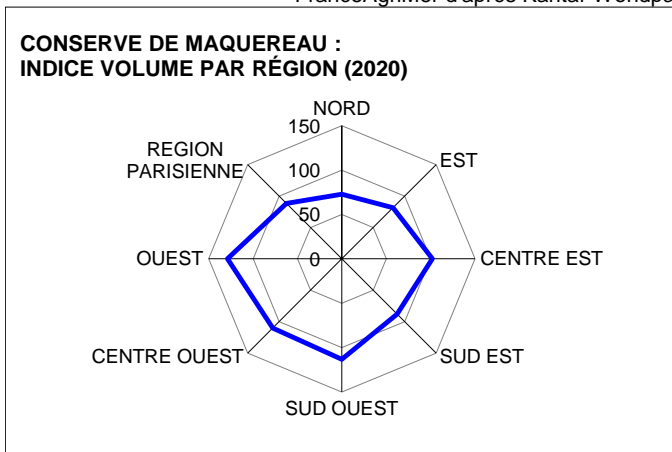 FranceAgriMer d'après Kantar Worldpa
CONSERVE DE MAQUEREAU :
INDICE VOLUME PAR RÉGION (2020)
NORD
150
EST
REGION
PARISIENNE
100
50
OUEST
0
CENTRE EST
CENTRE OUEST
SUD EST
SUD OUEST